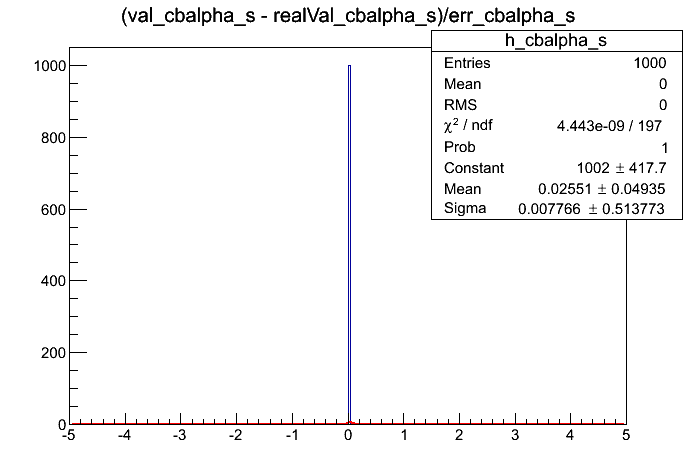 (val_cbalpha_s - realVal_cbalpha_s)/err_cbalpha_s
h_cbalpha_s
Entries 1000
Mean 0
RMS 0
χ² / ndf 4.443e-09 / 197
Prob 1
Constant 1002 ± 417.7
Mean 0.02551 ± 0.04935
Sigma 0.007766 ± 0.513773
1000
800
600
400
200
0
-5 -4 -3 -2 -1 0 1 2 3 4 5